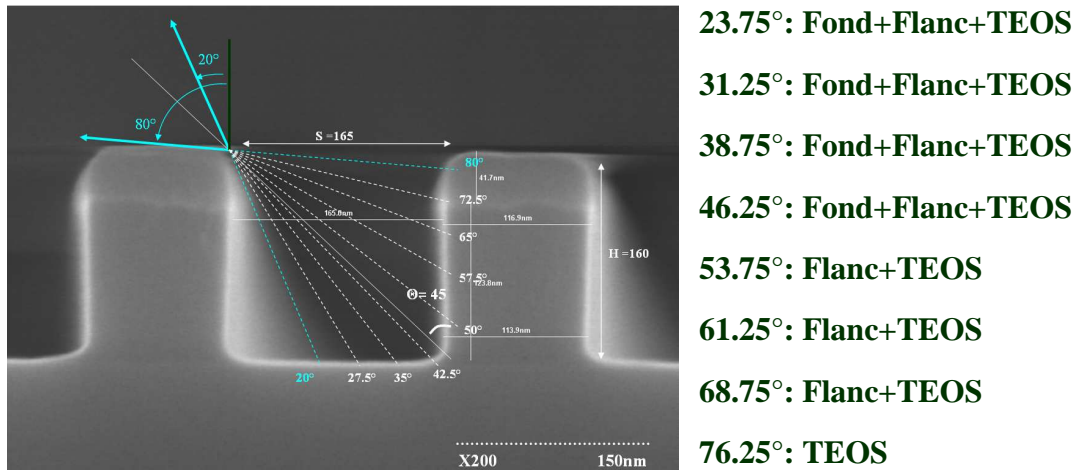 20°
80°
S =165
80°
41.7nm
72.5°
165.0nm
116.9nm
65°
H =160
57.5°
123.8nm
Θ= 45
50°
113.9nm
20°
27.5°
35°
42.5°
X200
150nm
23.75°: Fond+Flanc+TEOS
31.25°: Fond+Flanc+TEOS
38.75°: Fond+Flanc+TEOS
46.25°: Fond+Flanc+TEOS
53.75°: Flanc+TEOS
61.25°: Flanc+TEOS
68.75°: Flanc+TEOS
76.25°: TEOS